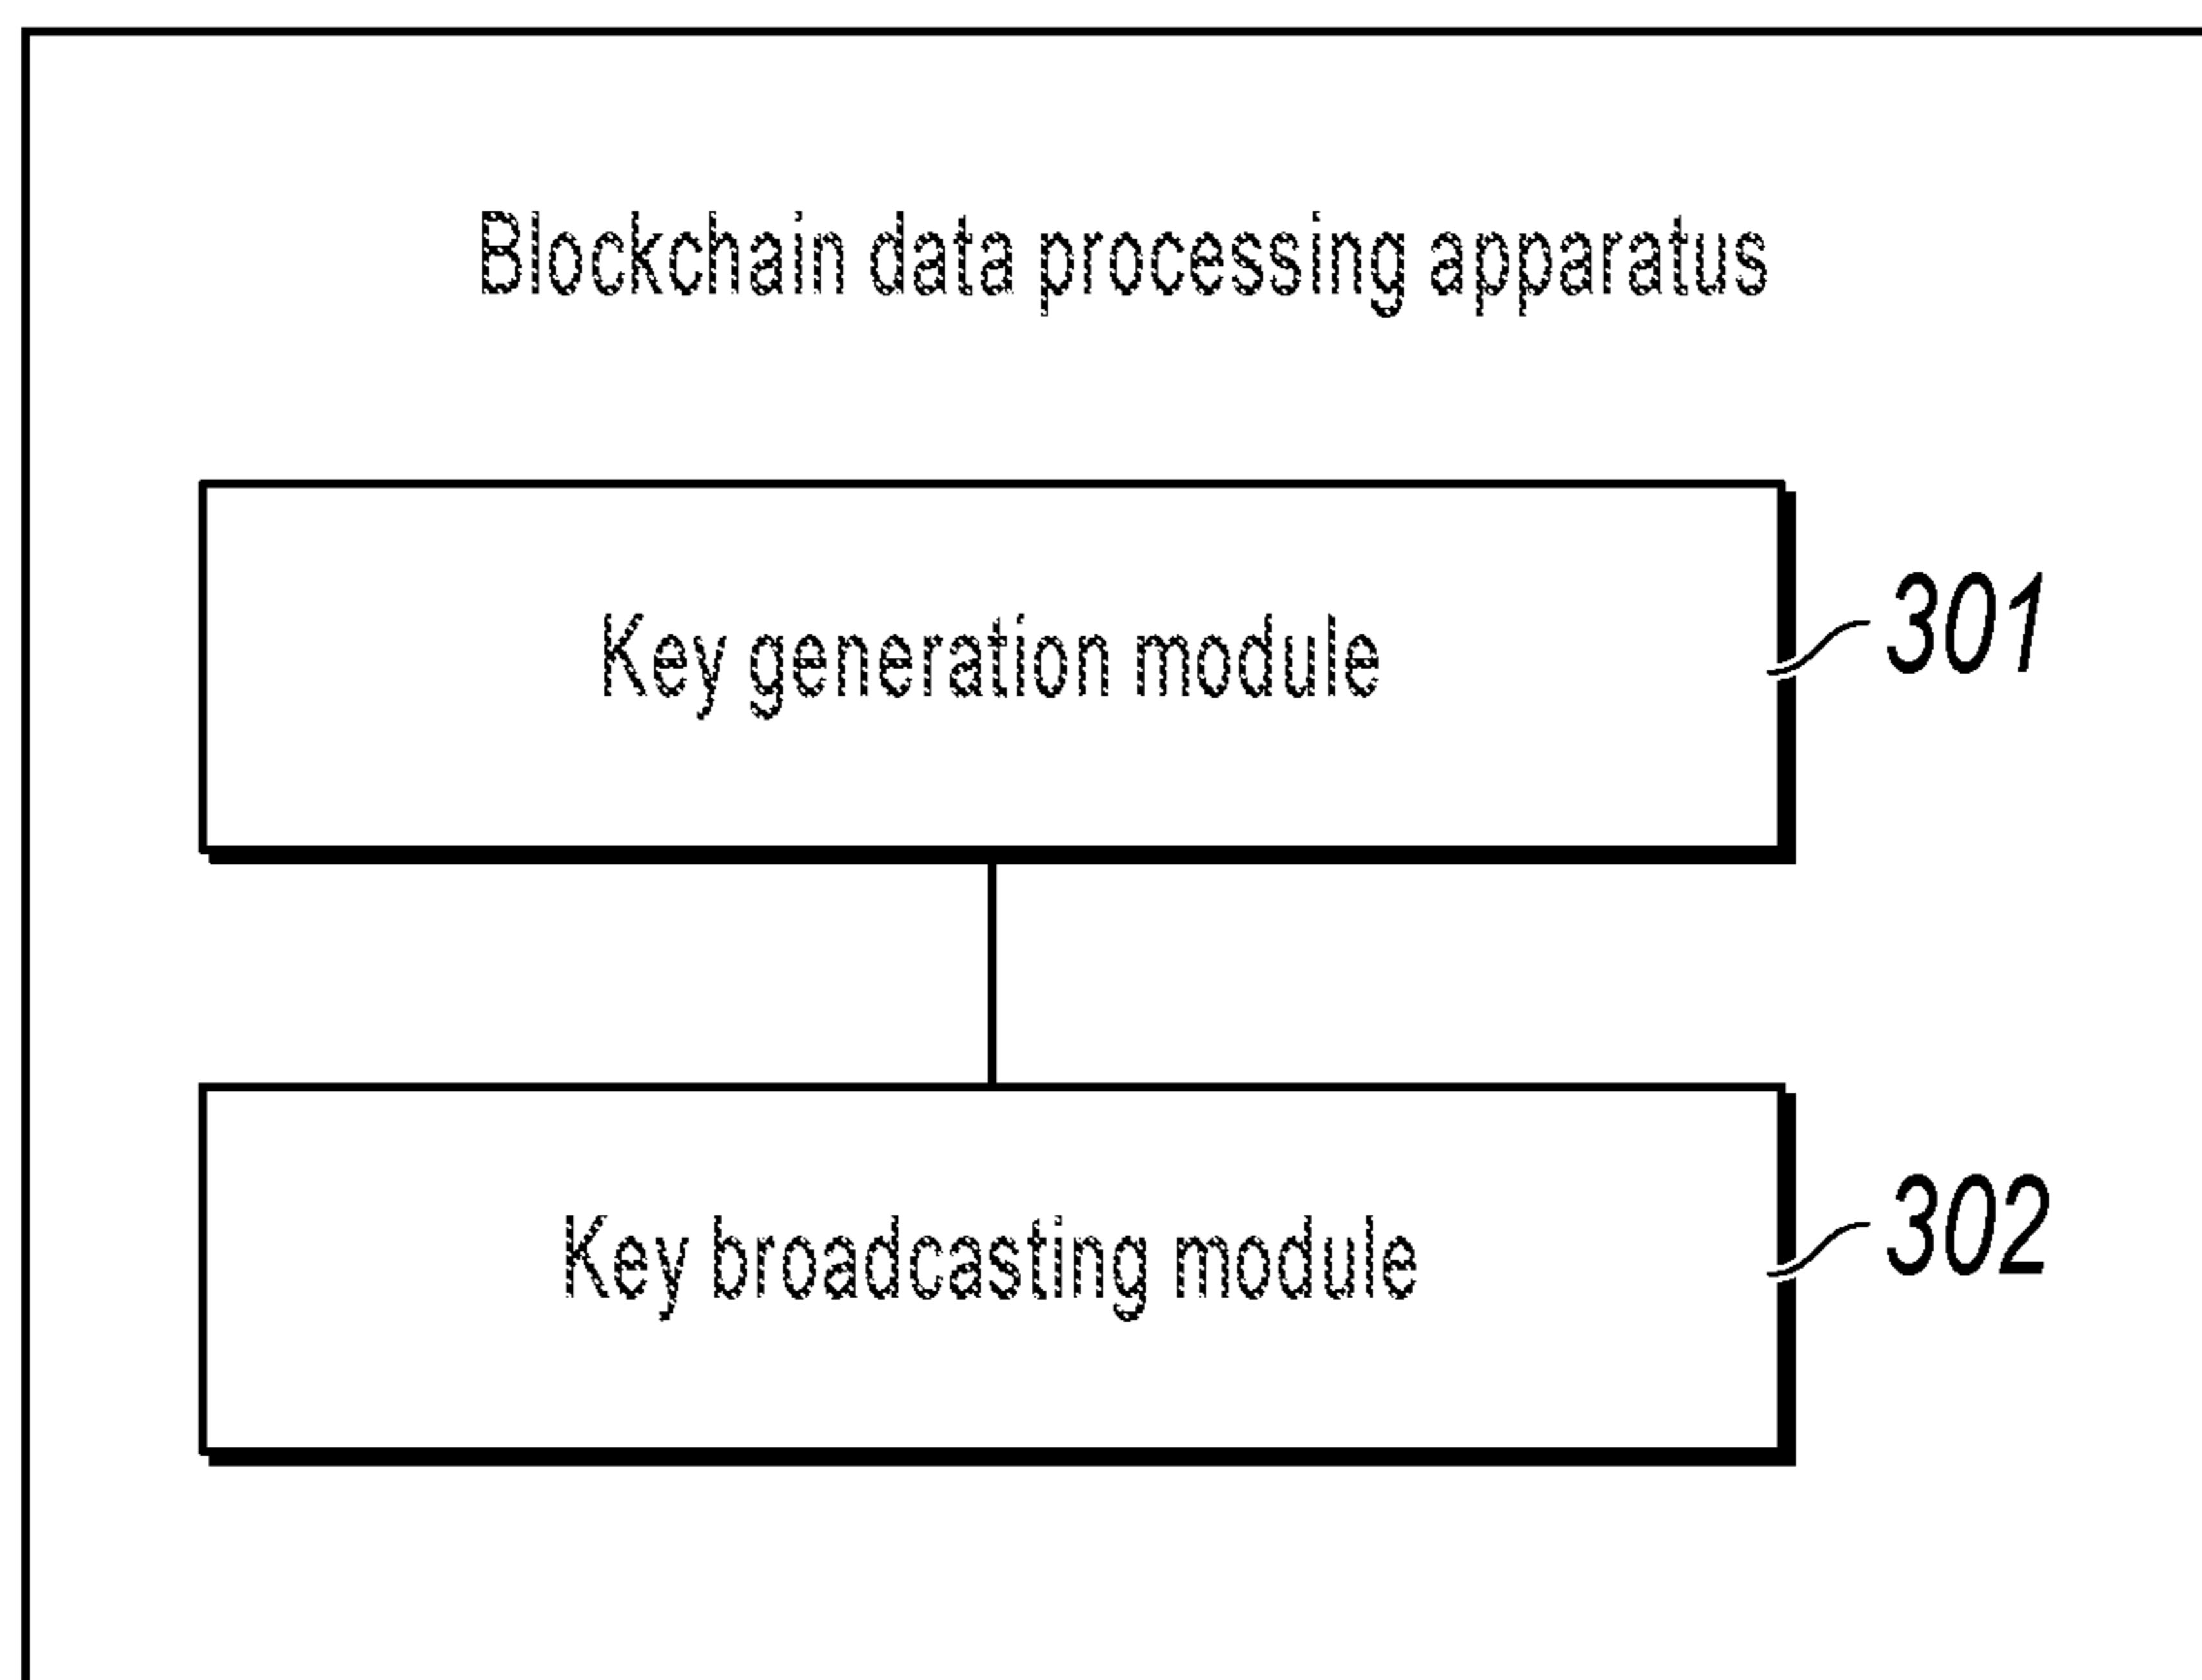 Blockchain data processing apparatus
Key generation module
301
Key broadcasting module
302